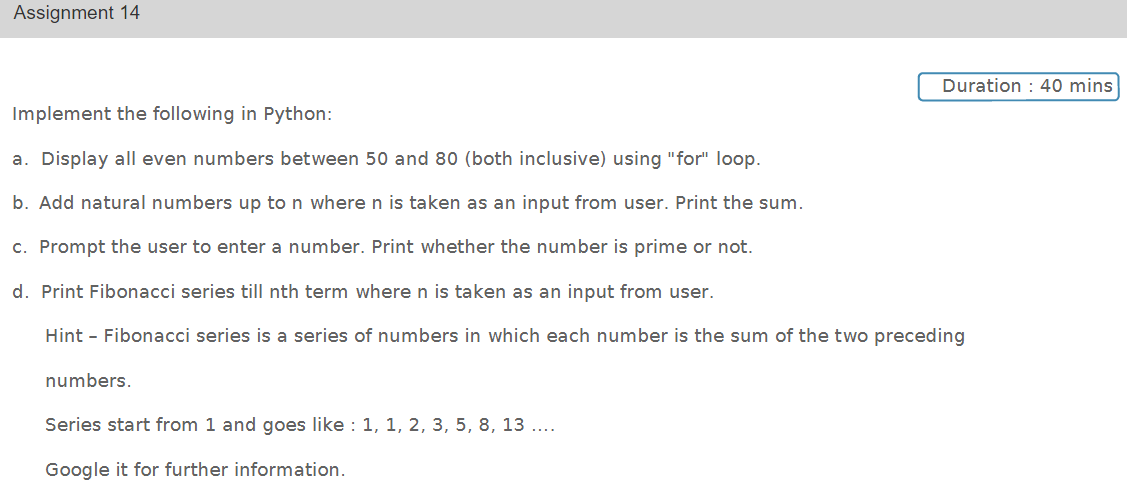 Assignment 14
Duration : 40 mins
Implement the following in Python:
a. Display all even numbers between 50 and 80 (both inclusive) using "for" loop.
b. Add natural numbers up to n where n is taken as an input from user. Print the sum.
c. Prompt the user to enter a number. Print whether the number is prime or not.
d. Print Fibonacci series till nth term where n is taken as an input from user.
Hint – Fibonacci series is a series of numbers in which each number is the sum of the two preceding
numbers.
Series start from 1 and goes like : 1, 1, 2, 3, 5, 8, 13 ....
Google it for further information.